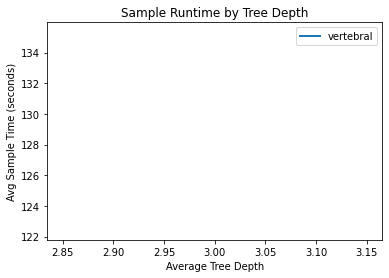 Sample Runtime by Tree Depth
vertebral
Avg Sample Time (seconds)
134
132
130
128
126
124
122
2.85 2.90 2.95 3.00 3.05 3.10 3.15
Average Tree Depth